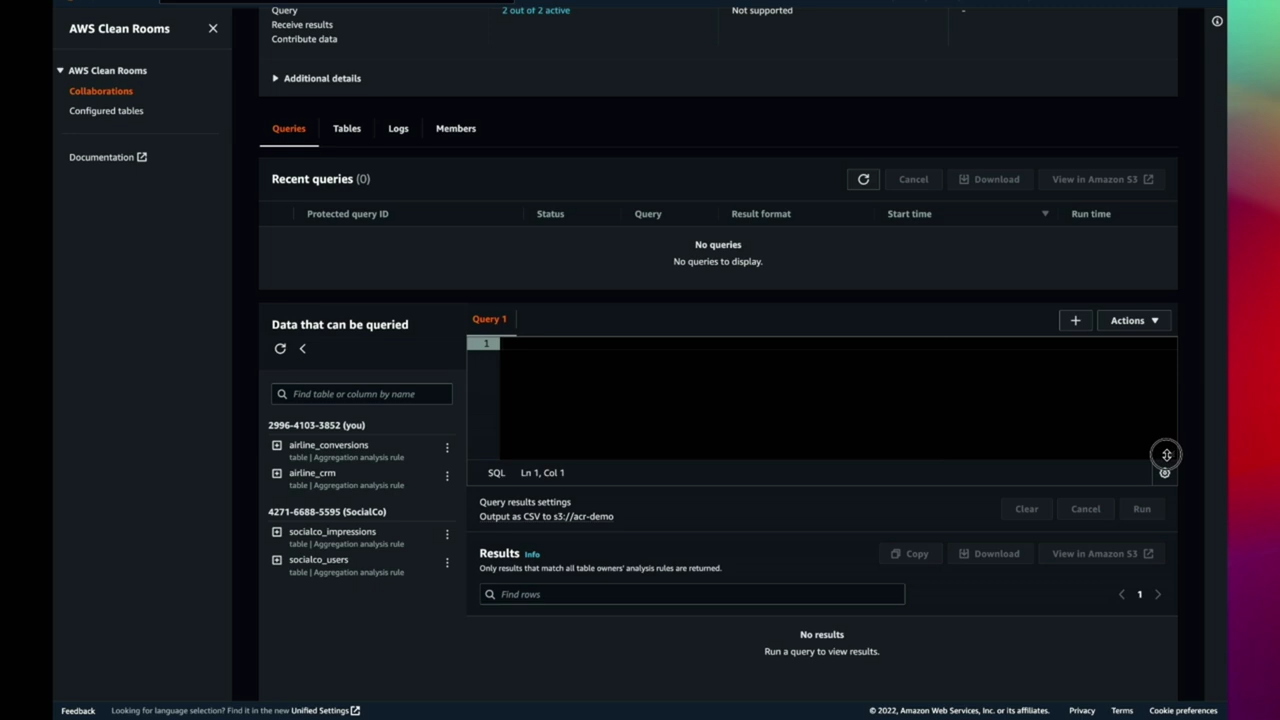 AWS Clean Rooms
AWS Clean Rooms
Collaborations
Configured tables
Documentation
Query
Receive results
Contribute data
2 out of 2 active
Not supported
-
Additional details
Queries Tables Logs Members
Recent queries (0)
Cancel Download View in Amazon S3
Protected query ID Status Query Result format Start time Run time
No queries
No queries to display.
Data that can be queried
Find table or column by name
2996-4103-3852 (you)
airline_conversions
table | Aggregation analysis rule
airline_crm
table | Aggregation analysis rule
4271-6688-5595 (SocialCo)
socialco_impressions
table | Aggregation analysis rule
socialco_users
table | Aggregation analysis rule
Query 1
+ Actions
1
SQL Ln 1, Col 1
Query results settings
Output as CSV to s3://acr-demo
Clear Cancel Run
Results Info
Only results that match all table owners' analysis rules are returned.
Copy Download View in Amazon S3
Find rows
1
No results
Run a query to view results.
Feedback Looking for language selection? Find it in the new Unified Settings © 2022, Amazon Web Services, Inc. or its affiliates. Privacy Terms Cookie preferences